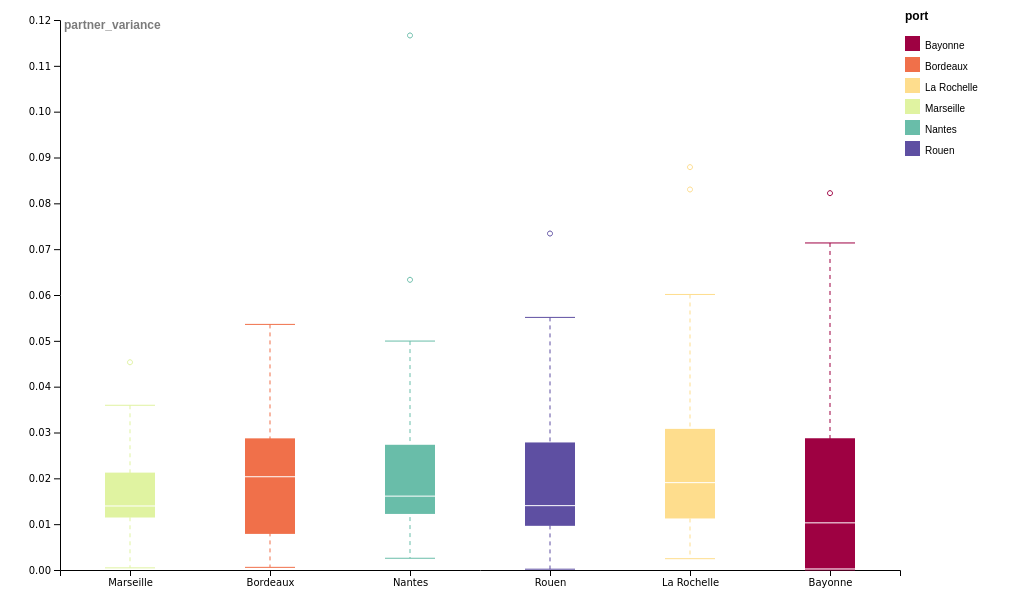 partner_variance
0.12
0.11
0.10
0.09
0.08
0.07
0.06
0.05
0.04
0.03
0.02
0.01
0.00
Marseille Bordeaux Nantes Rouen La Rochelle Bayonne
port
Bayonne
Bordeaux
La Rochelle
Marseille
Nantes
Rouen